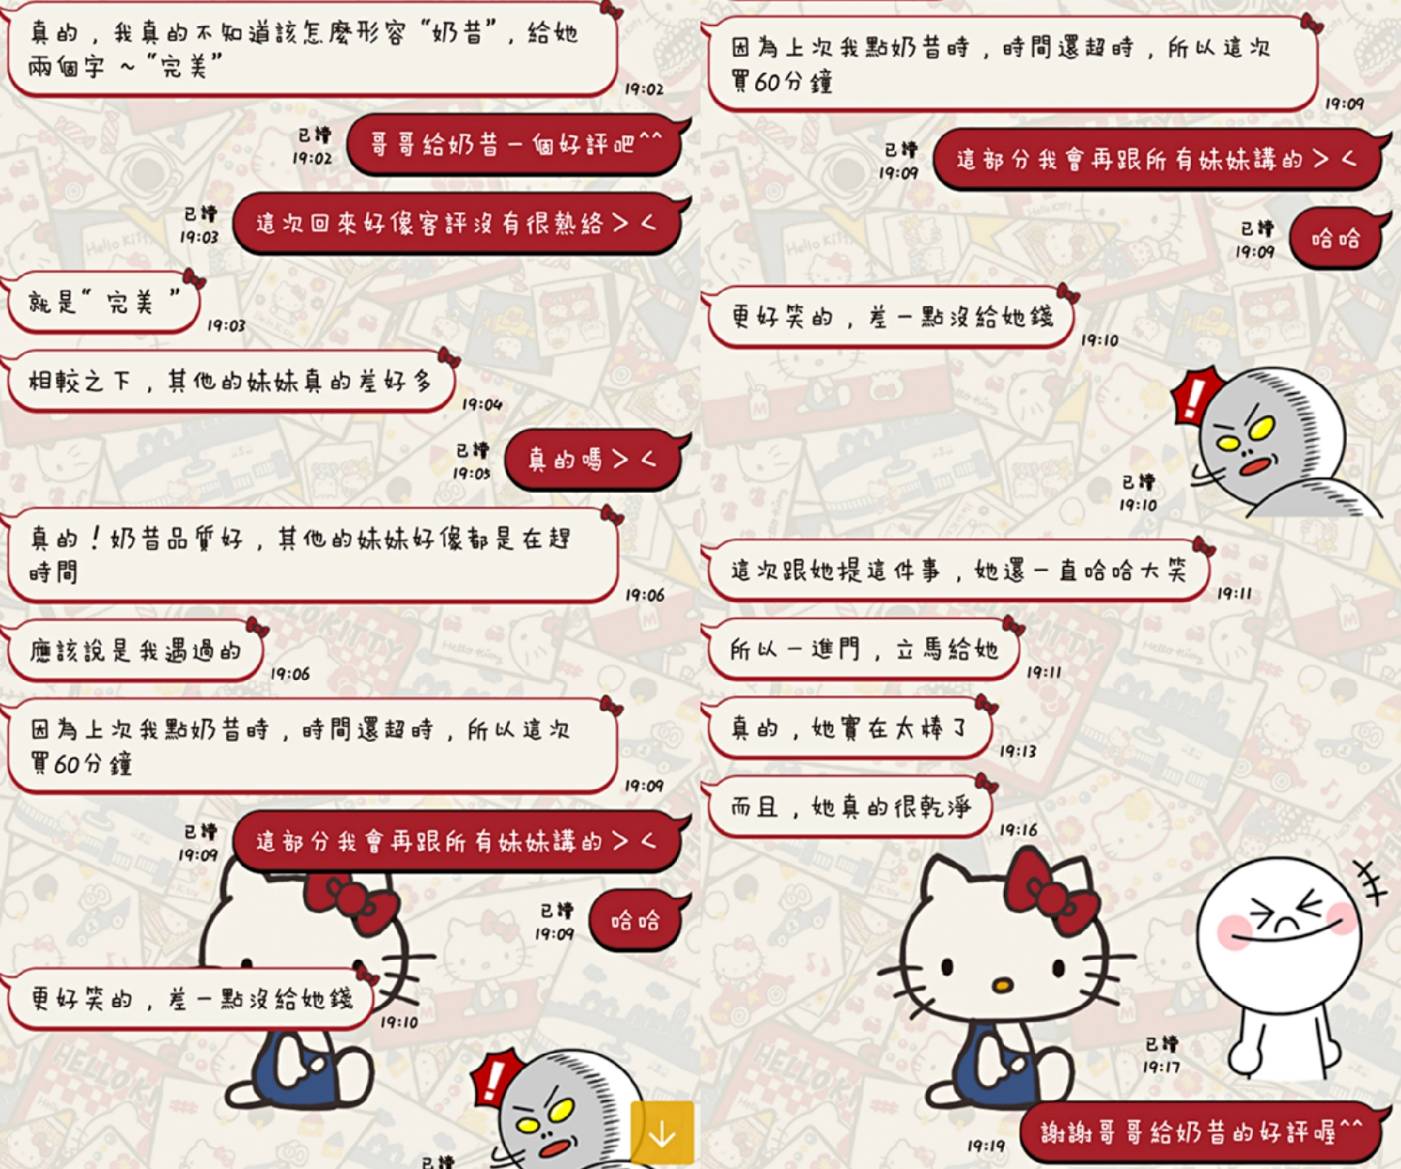 真的，我真的不知道該怎麼形容“奶昔”，給她
兩個字～“完美”
19:02
已讀
19:02
哥哥給奶昔一個好評吧^^
已讀
19:03
這次回來好像客評沒有很熱絡＞＜
就是“ 完美 ”
19:03
相較之下，其他的妹妹真的差好多
19:04
已讀
19:05
真的嗎＞＜
真的！奶昔品質好，其他的妹妹好像都是在趕
時間
19:06
應該說是我遇過的
19:06
因為上次我點奶昔時，時間還超時，所以這次
買60分鐘
19:09
已讀
19:09
這部分我會再跟所有妹妹講的＞＜
已讀
19:09
哈哈
更好笑的，差一點沒給她錢
19:10
已讀
因為上次我點奶昔時，時間還超時，所以這次
買60分鐘
19:09
已讀
19:09
這部分我會再跟所有妹妹講的＞＜
已讀
19:09
哈哈
更好笑的，差一點沒給她錢
19:10
已讀
19:10
這次跟她提這件事，她還一直哈哈大笑
19:11
所以一進門，立馬給她
19:11
真的，她實在太棒了
19:13
而且，她真的很乾淨
19:16
已讀
19:17
19:19
謝謝哥哥給奶昔的好評喔^^